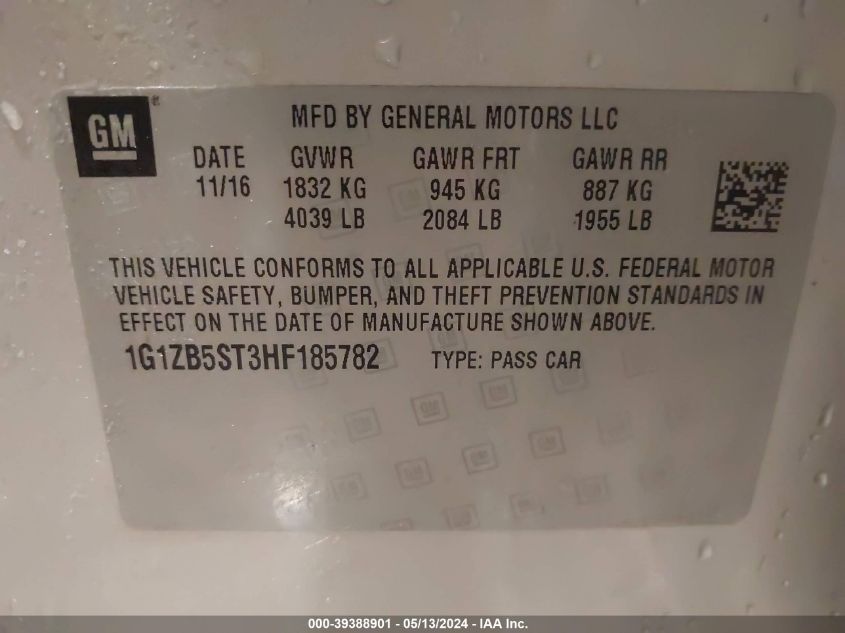 GM®
MFD BY GENERAL MOTORS LLC
DATE GVWR GAWR FRT GAWR RR
11/16 1832 KG 945 KG 887 KG
4039 LB 2084 LB 1955 LB
THIS VEHICLE CONFORMS TO ALL APPLICABLE U.S. FEDERAL MOTOR
VEHICLE SAFETY, BUMPER, AND THEFT PREVENTION STANDARDS IN
EFFECT ON THE DATE OF MANUFACTURE SHOWN ABOVE.
1G1ZB5ST3HF185782 TYPE: PASS CAR
000-39388901 - 05/13/2024 - IAA Inc.